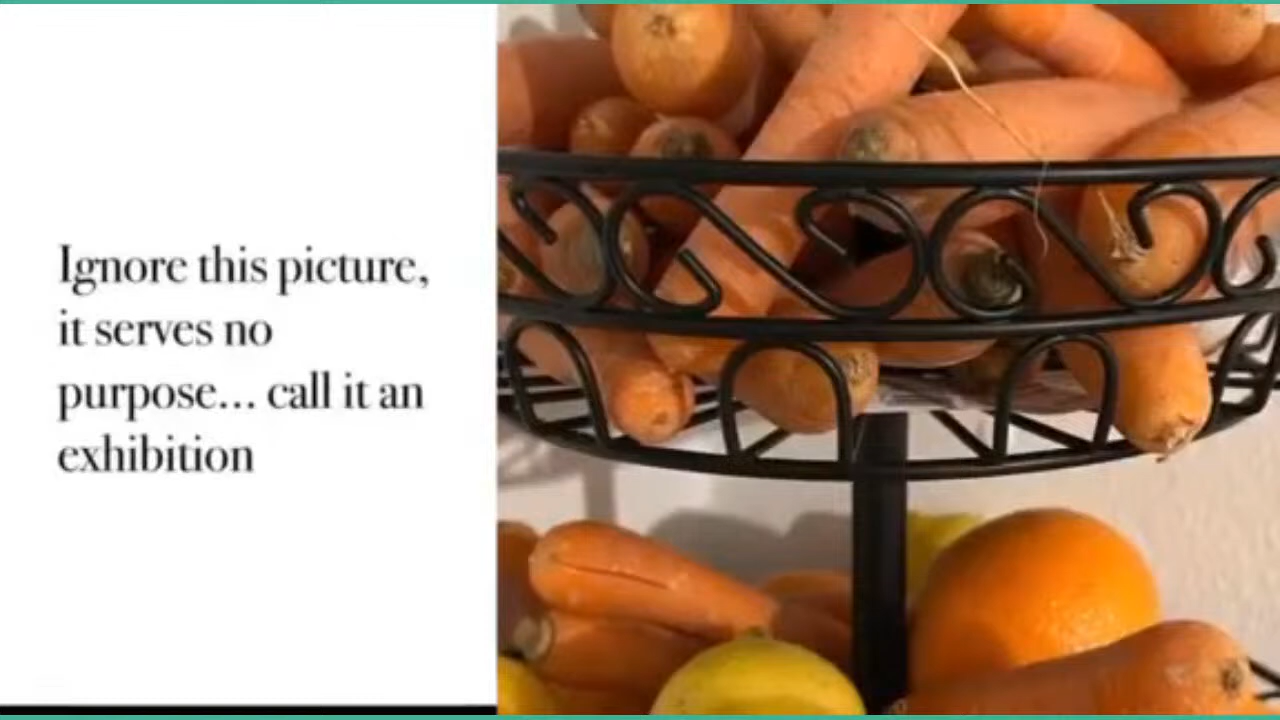 Ignore this picture,
it serves no
purpose... call it an
exhibition